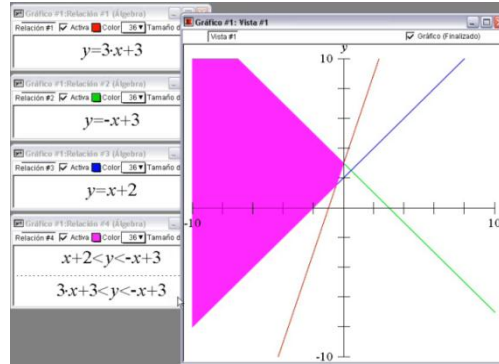 Gráfico #1:Relación #1 (Álgebra)
Relación #1 Activa Color 36 Tamaño d
y=3·x+3
Gráfico #1:Relación #2 (Álgebra)
Relación #2 Activa Color 36 Tamaño d
y=-x+3
Gráfico #1:Relación #3 (Álgebra)
Relación #3 Activa Color 36 Tamaño d
y=x+2
Gráfico #1:Relación #4 (Álgebra)
Relación #4 Activa Color 36 Tamaño d
x+2<y<-x+3
3·x+3<y<-x+3
Gráfico #1: Vista #1
Vista #1 Gráfico (Finalizado)
y
10
-10
10
-10